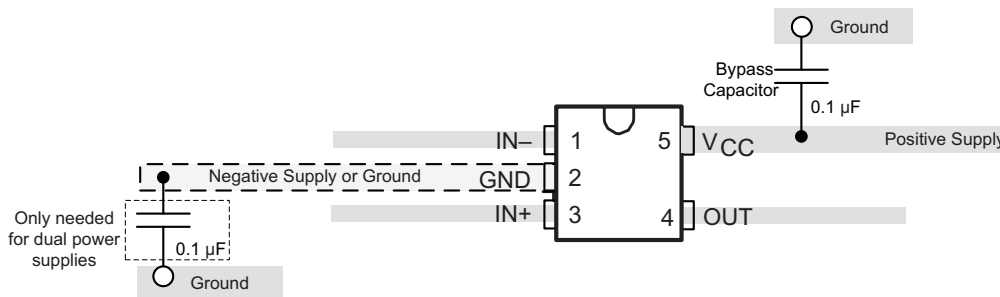 Ground
Bypass
Capacitor
0.1 µF
IN–
1
5
VCC
Positive Supply
Negative Supply or Ground
GND
2
IN+
3
4
OUT
Only needed
for dual power
supplies
0.1 µF
Ground